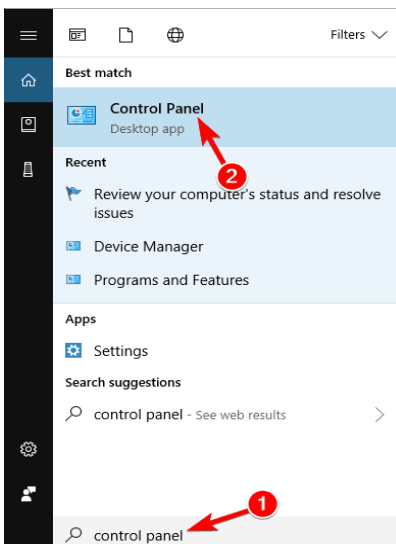 Filters
Best match
Control Panel
Desktop app
2
Recent
Review your computer's status and resolve
issues
Device Manager
Programs and Features
Apps
Settings
Search suggestions
control panel - See web results
1
control panel